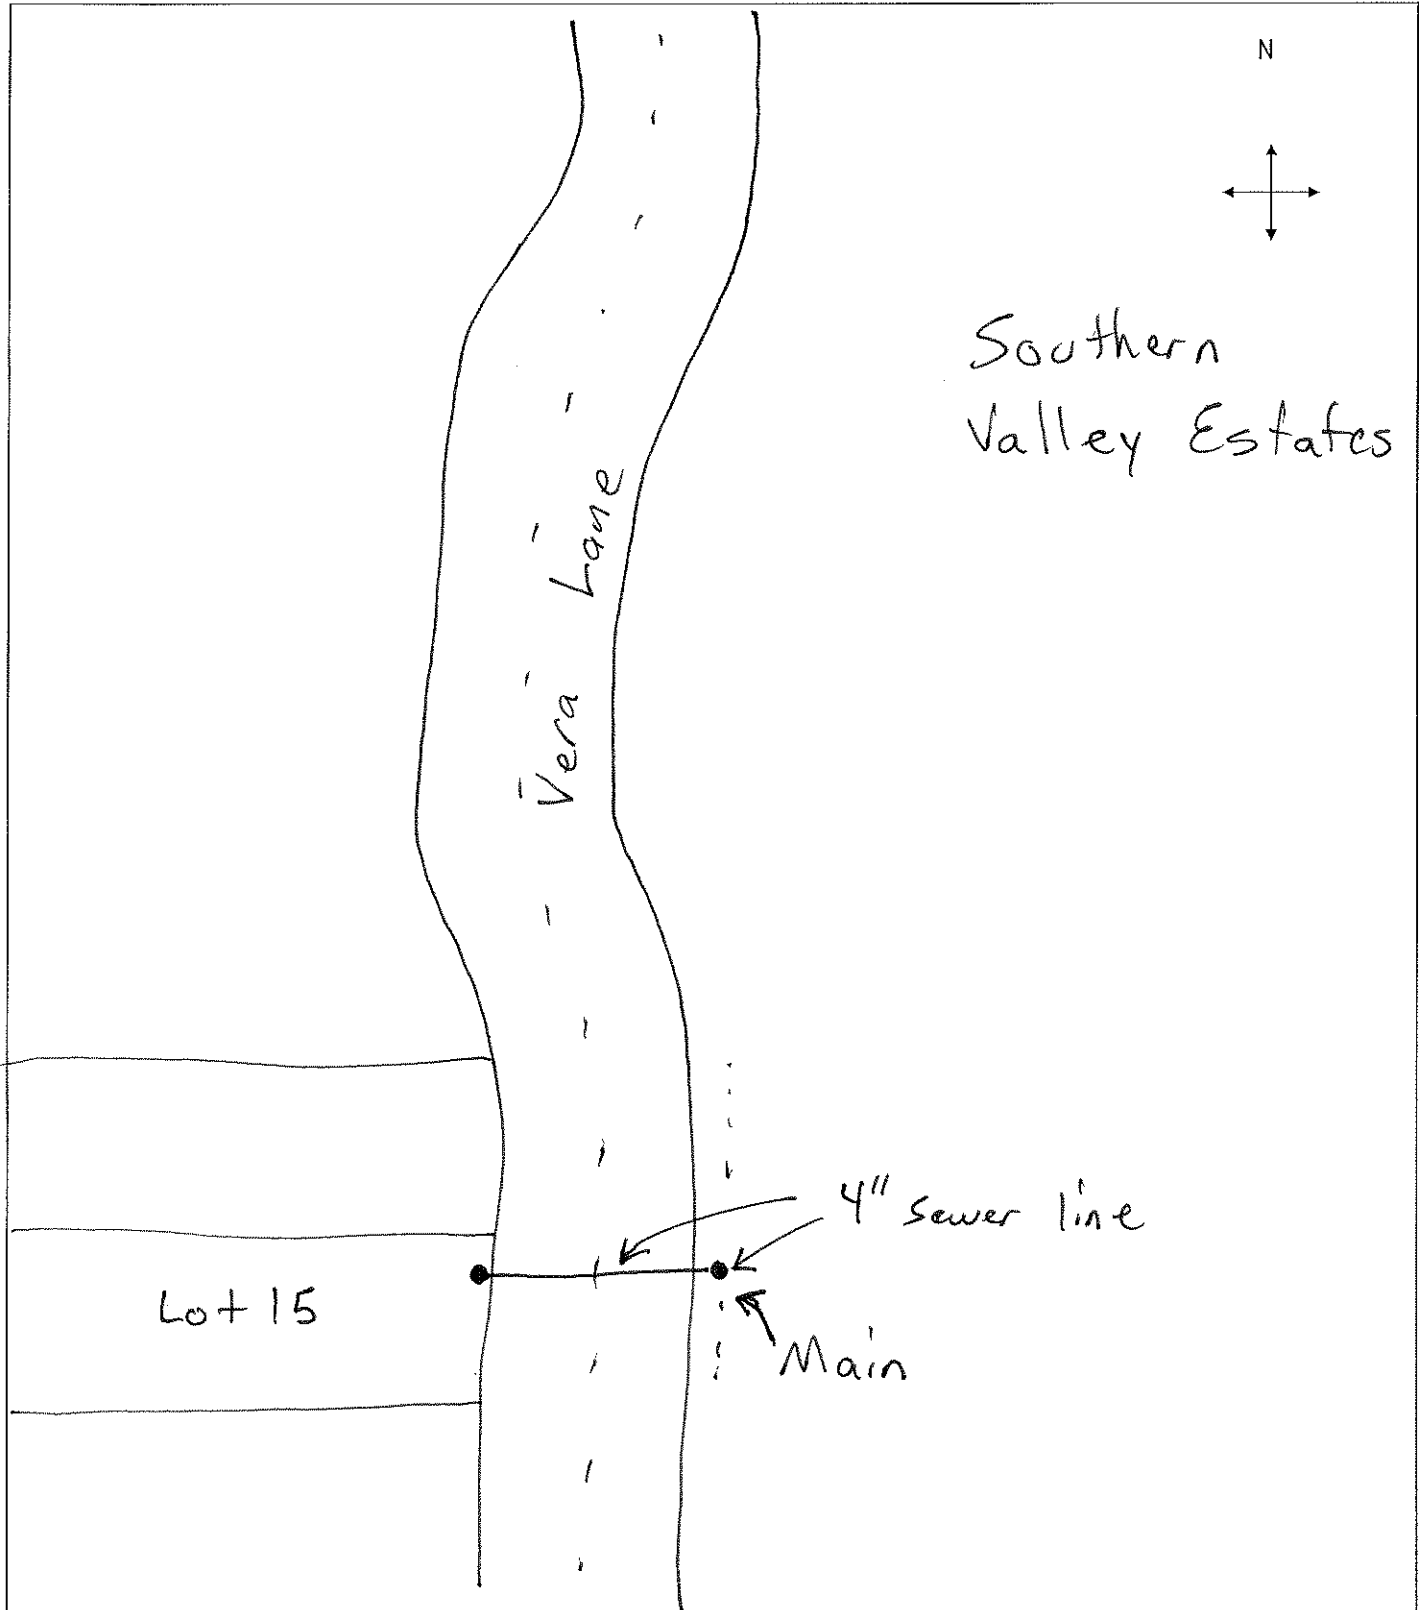 N
Southern
Valley Estates
Vera Lane
4" sewer line
Lot 15
Main